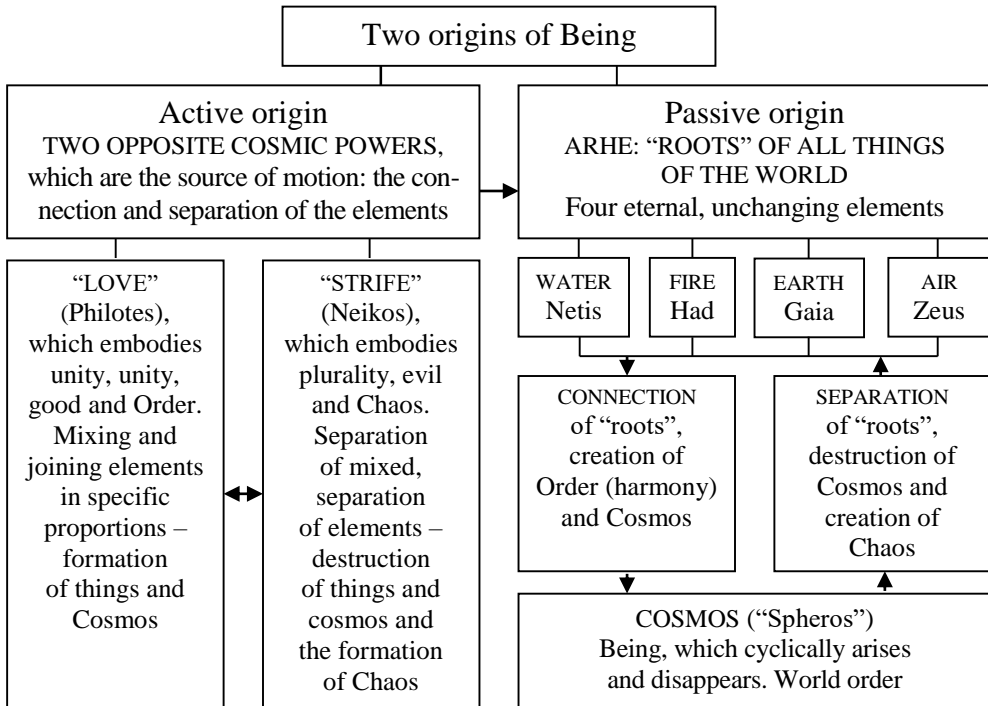 Two origins of Being
Active origin
TWO OPPOSITE COSMIC POWERS,
which are the source of motion: the con-
nection and separation of the elements
Passive origin
ARHE: “ROOTS” OF ALL THINGS
OF THE WORLD
Four eternal, unchanging elements
“LOVE”
(Philotes),
which embodies
unity, unity,
good and Order.
Mixing and
joining elements
in specific
proportions –
formation
of things and
Cosmos
“STRIFE”
(Neikos),
which embodies
plurality, evil
and Chaos.
Separation
of mixed,
separation
of elements –
destruction
of things and
cosmos and
the formation
of Chaos
WATER
Netis
FIRE
Had
EARTH
Gaia
AIR
Zeus
CONNECTION
of “roots”,
creation of
Order (harmony)
and Cosmos
SEPARATION
of “roots”,
destruction of
Cosmos and
creation of
Chaos
COSMOS (“Spheros”)
Being, which cyclically arises
and disappears. World order